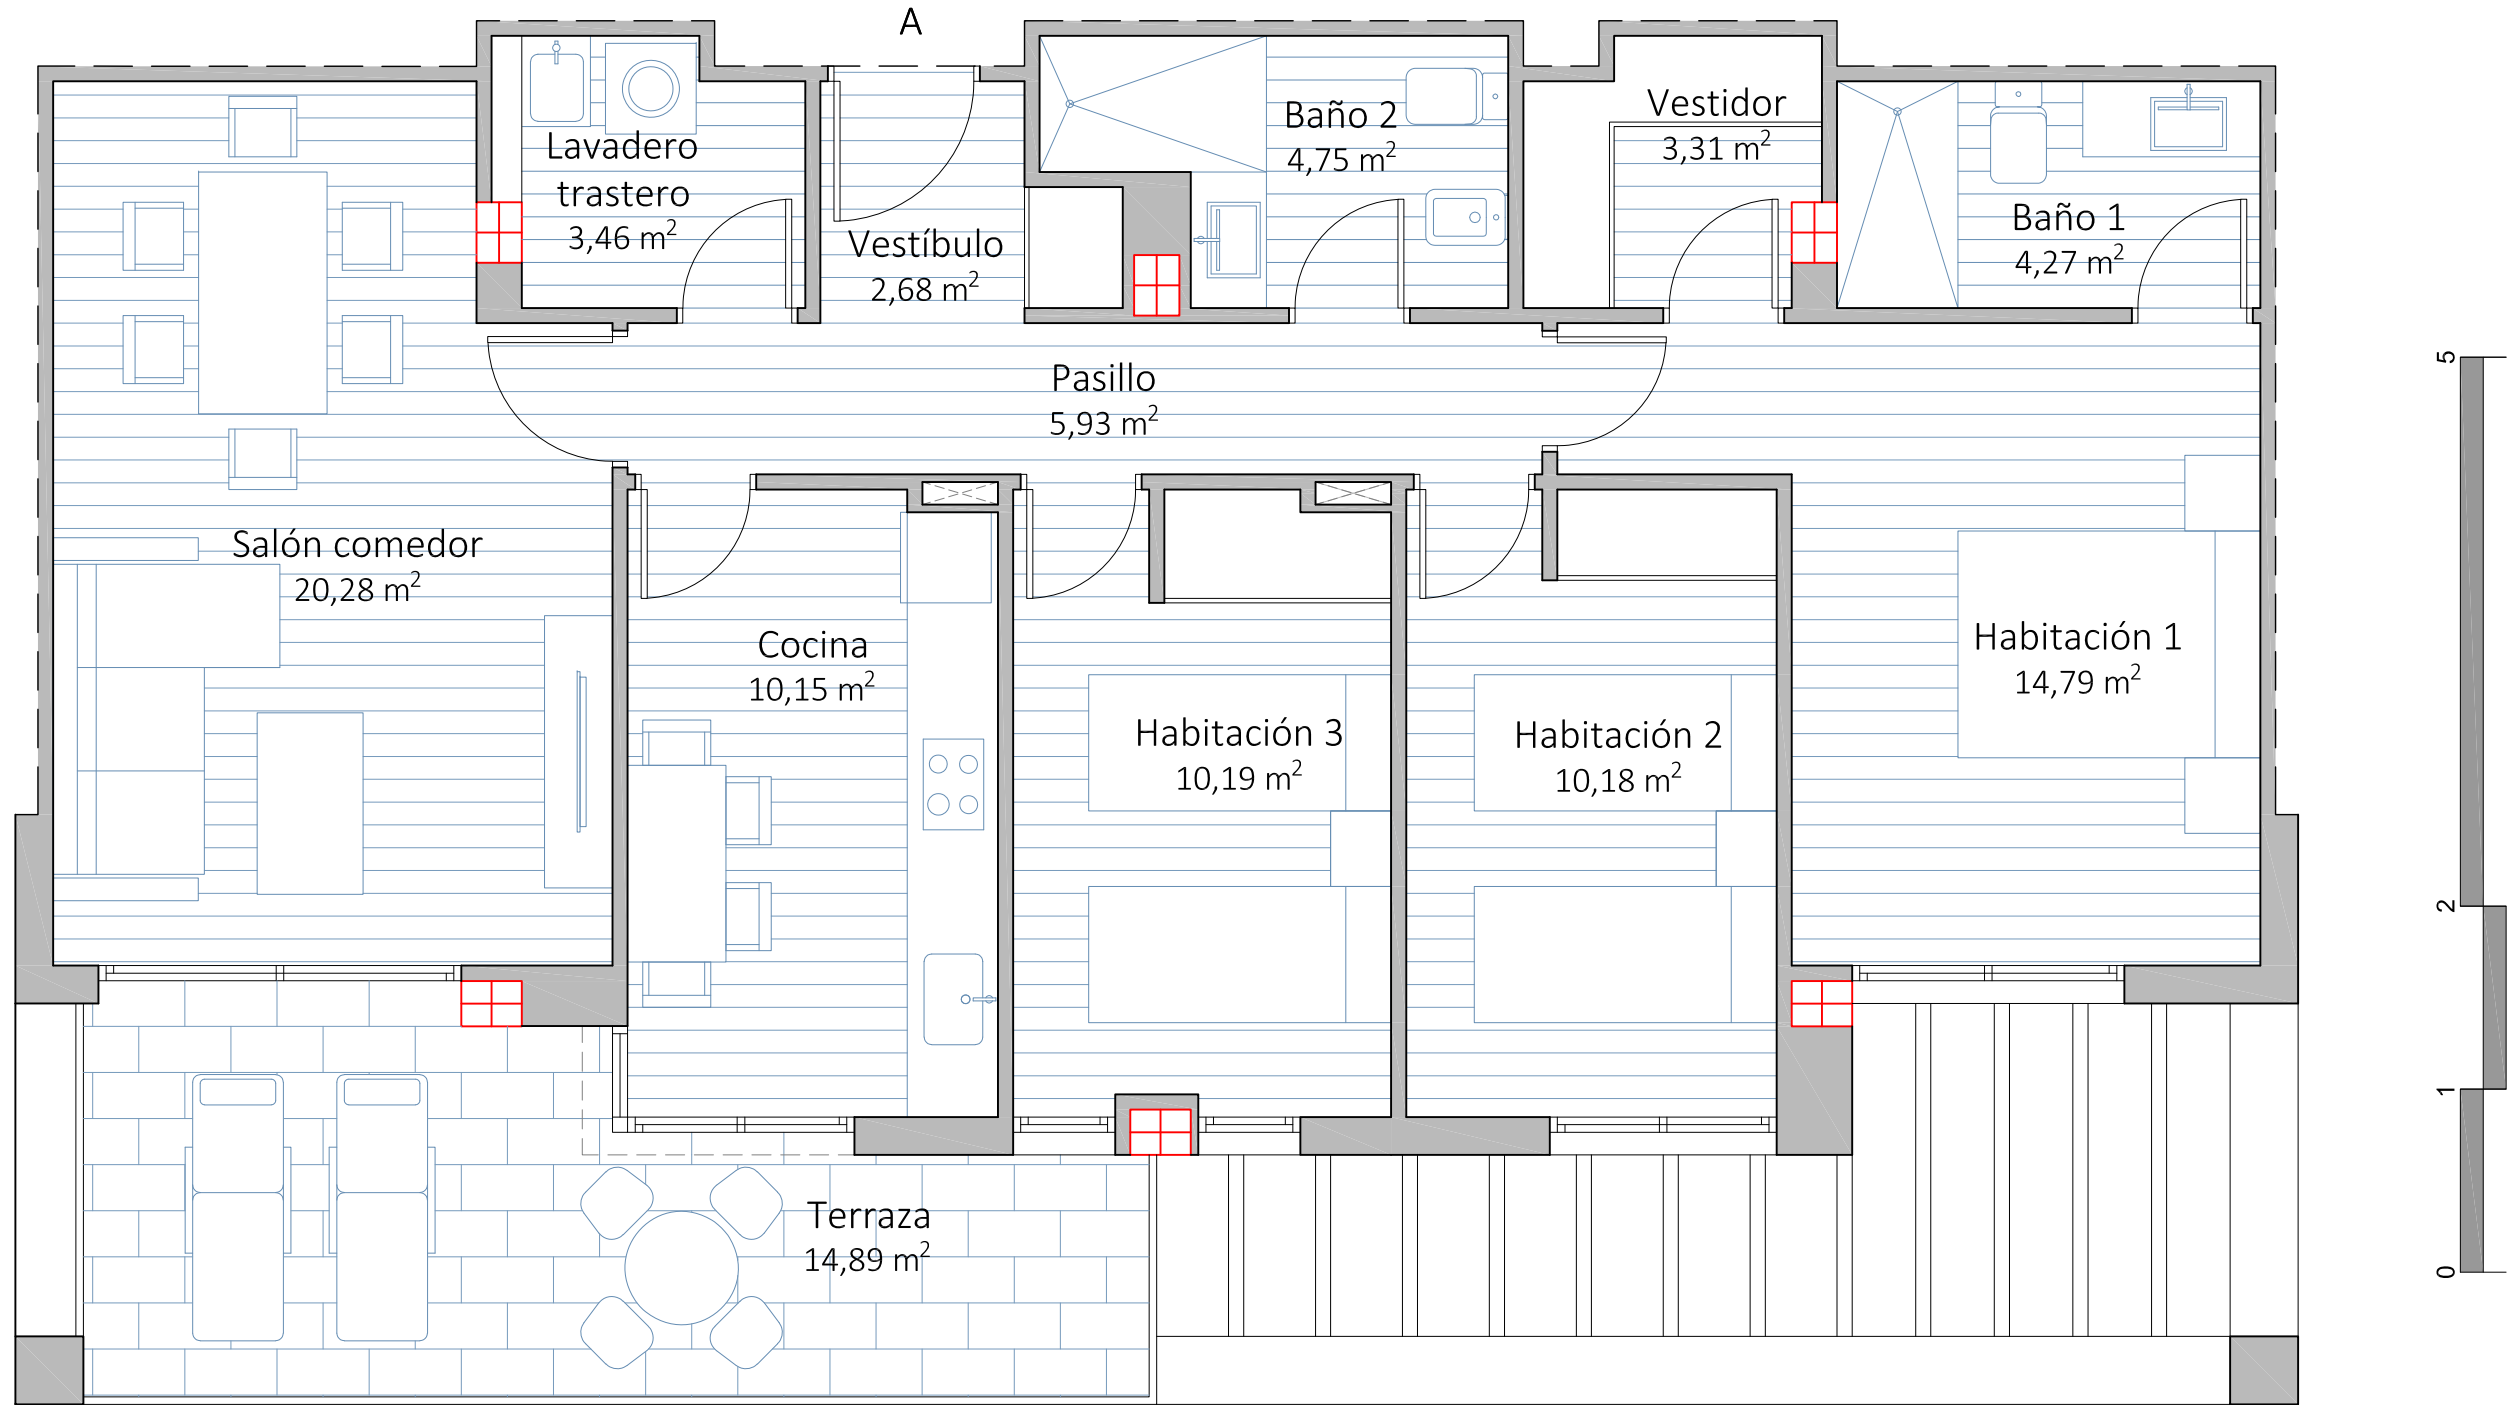 A
Lavadero
trastero
3,46 m²
Vestíbulo
2,68 m²
Baño 2
4,75 m²
Vestidor
3,31 m²
Baño 1
4,27 m²
Pasillo
5,93 m²
Salón comedor
20,28 m²
Cocina
10,15 m²
Habitación 3
10,19 m²
Habitación 2
10,18 m²
Habitación 1
14,79 m²
Terraza
14,89 m²
5
2
1
0